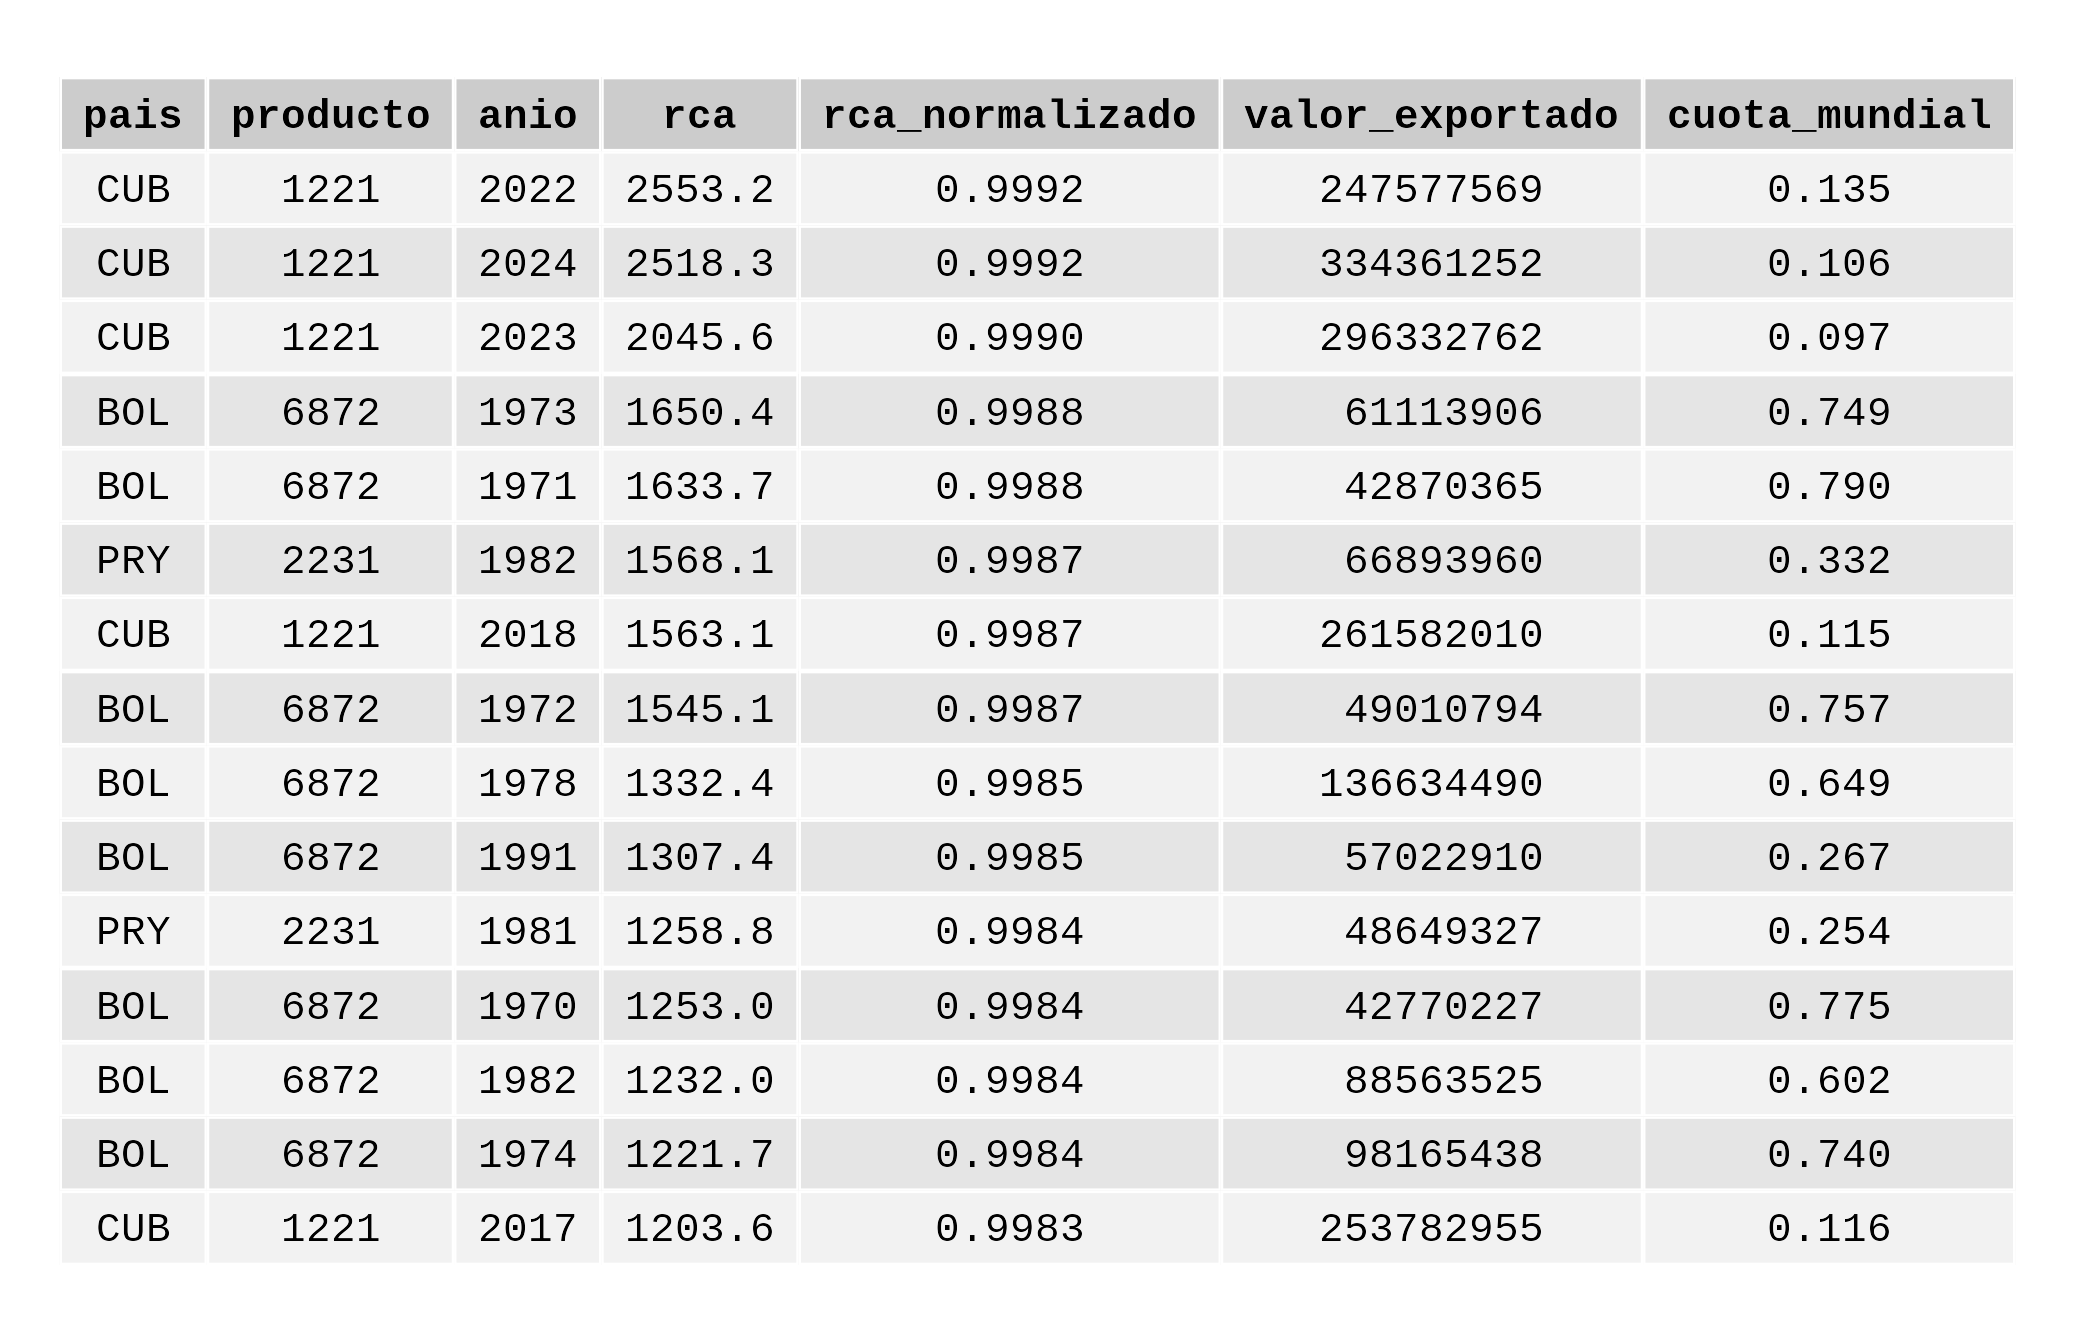 pais producto anio rca rca_normalizado valor_exportado cuota_mundial
CUB 1221 2022 2553.2 0.9992 247577569 0.135
CUB 1221 2024 2518.3 0.9992 334361252 0.106
CUB 1221 2023 2045.6 0.9990 296332762 0.097
BOL 6872 1973 1650.4 0.9988 61113906 0.749
BOL 6872 1971 1633.7 0.9988 42870365 0.790
PRY 2231 1982 1568.1 0.9987 66893960 0.332
CUB 1221 2018 1563.1 0.9987 261582010 0.115
BOL 6872 1972 1545.1 0.9987 49010794 0.757
BOL 6872 1978 1332.4 0.9985 136634490 0.649
BOL 6872 1991 1307.4 0.9985 57022910 0.267
PRY 2231 1981 1258.8 0.9984 48649327 0.254
BOL 6872 1970 1253.0 0.9984 42770227 0.775
BOL 6872 1982 1232.0 0.9984 88563525 0.602
BOL 6872 1974 1221.7 0.9984 98165438 0.740
CUB 1221 2017 1203.6 0.9983 253782955 0.116